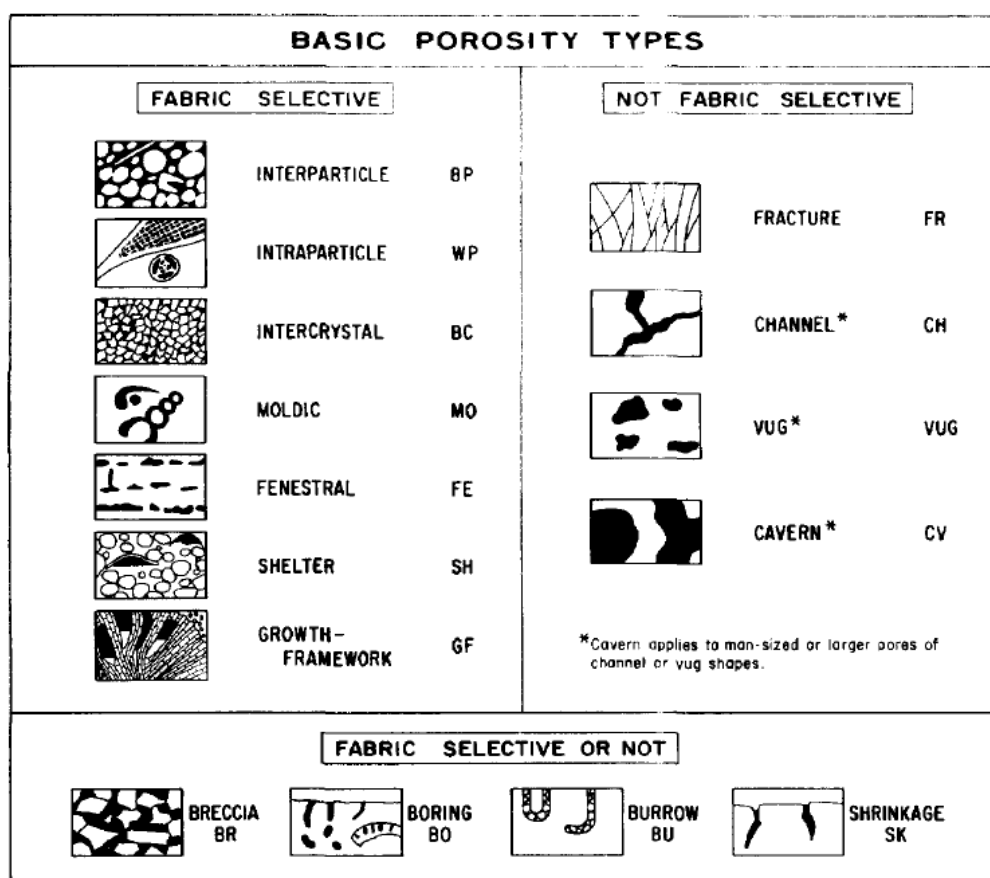 BASIC POROSITY TYPES
FABRIC SELECTIVE
INTERPARTICLE BP
INTRAPARTICLE WP
INTERCRYSTAL BC
MOLDIC MO
FENESTRAL FE
SHELTER SH
GROWTH-
FRAMEWORK GF
NOT FABRIC SELECTIVE
FRACTURE FR
CHANNEL* CH
VUG* VUG
CAVERN* CV
*Cavern applies to man-sized or larger pores of
channel or vug shapes.
FABRIC SELECTIVE OR NOT
BRECCIA
BR
BORING
BO
BURROW
BU
SHRINKAGE
SK